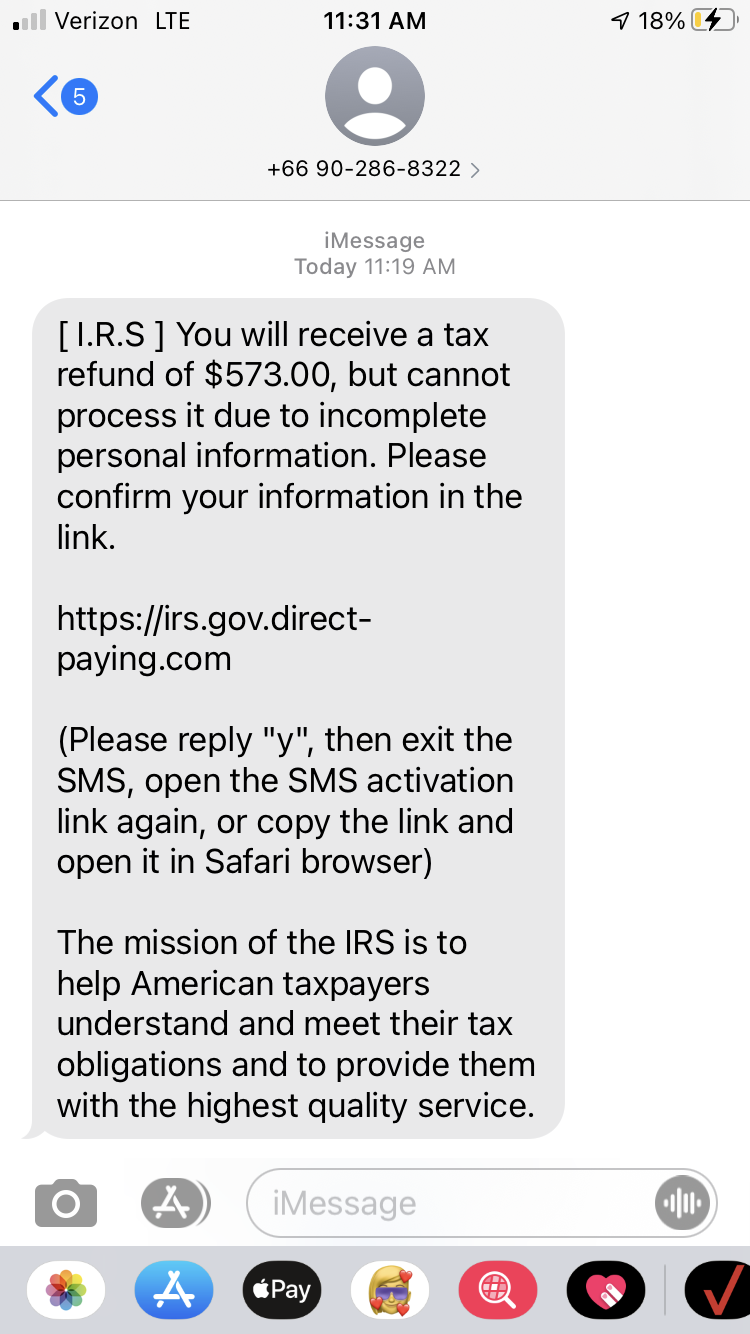 Verizon LTE 11:31 AM 18%
5
+66 90-286-8322
iMessage
Today 11:19 AM
[ I.R.S ] You will receive a tax
refund of $573.00, but cannot
process it due to incomplete
personal information. Please
confirm your information in the
link.
https://irs.gov.direct-
paying.com
(Please reply "y", then exit the
SMS, open the SMS activation
link again, or copy the link and
open it in Safari browser)
The mission of the IRS is to
help American taxpayers
understand and meet their tax
obligations and to provide them
with the highest quality service.
iMessage
Pay